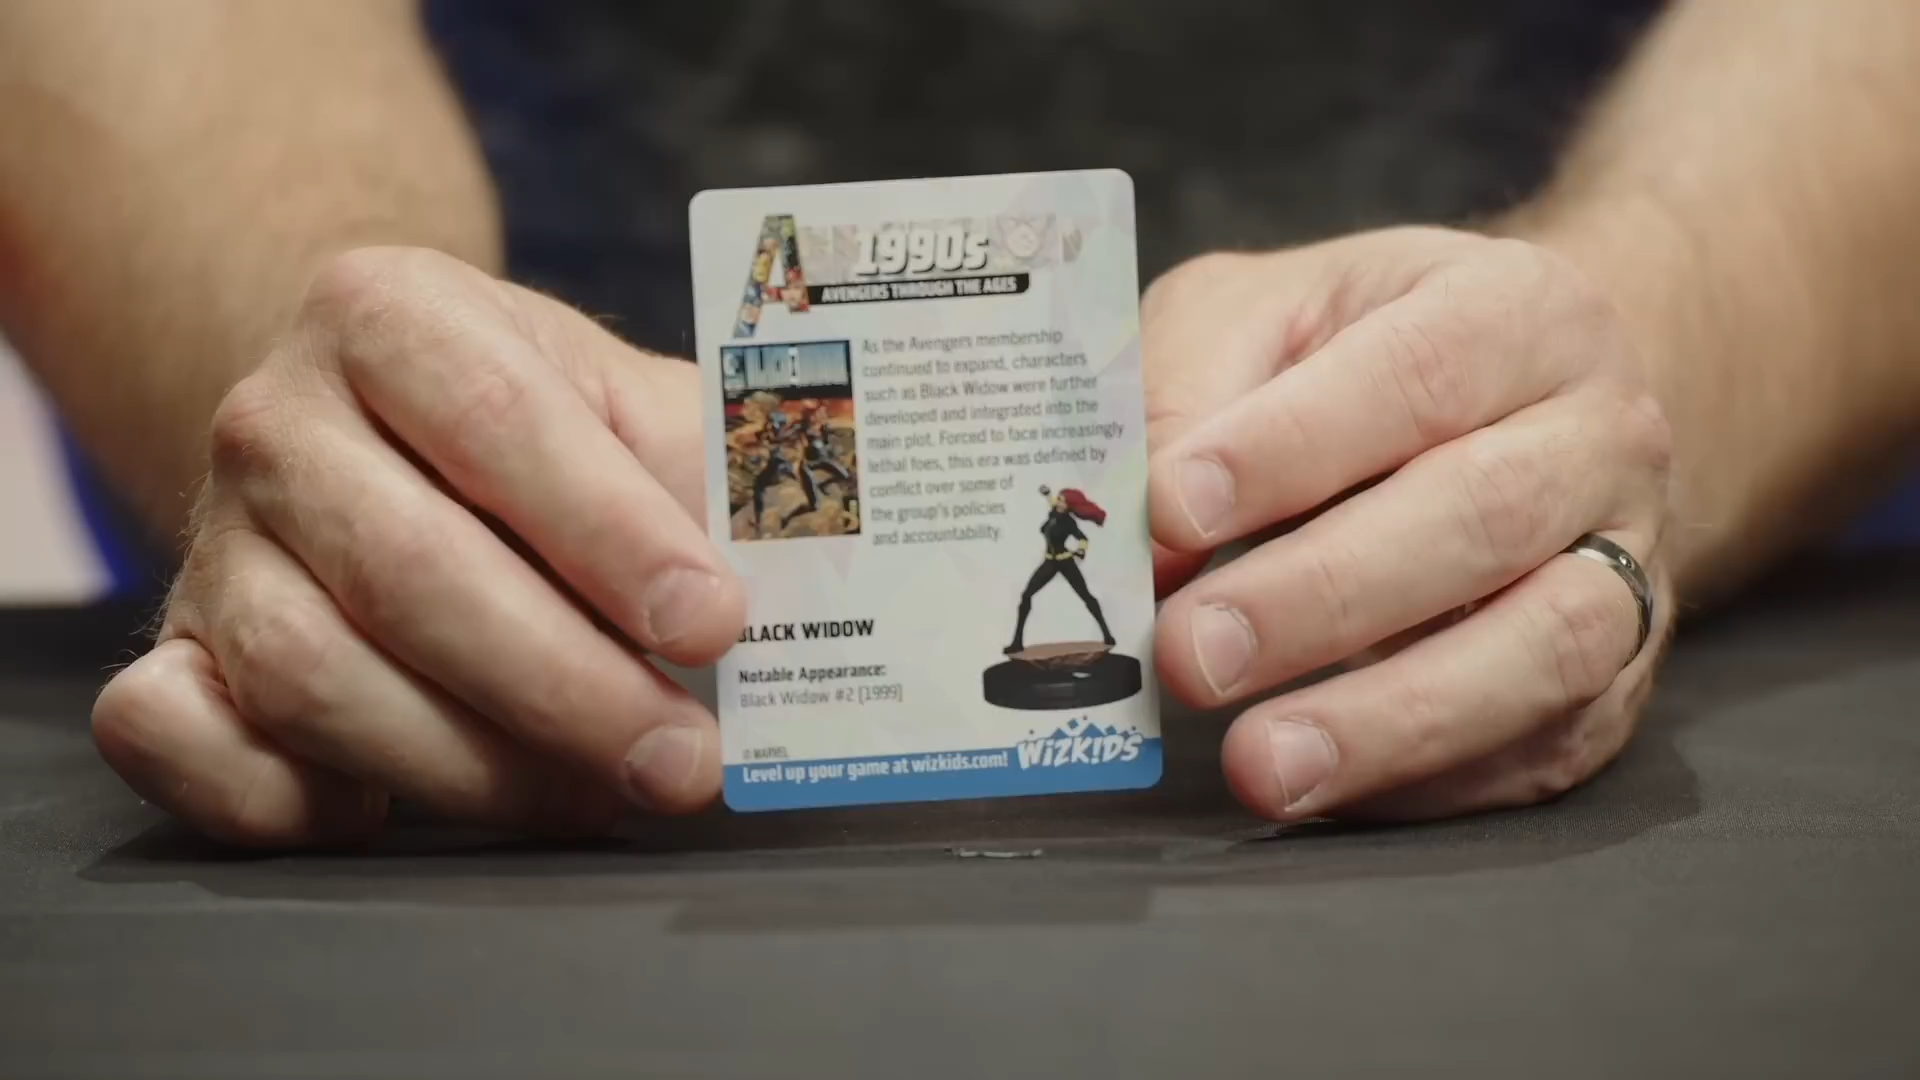 1990s
AVENGERS THROUGH THE AGES
As the Avengers membership
continued to expand, characters
such as Black Widow were further
developed and integrated into the
main plot. Forced to face increasingly
lethal foes, this era was defined by
conflict over some of
the group's policies
and accountability.
BLACK WIDOW
Notable Appearance:
Black Widow #2 (1999)
© MARVEL
Level up your game at wizkids.com!
WIZKIDS